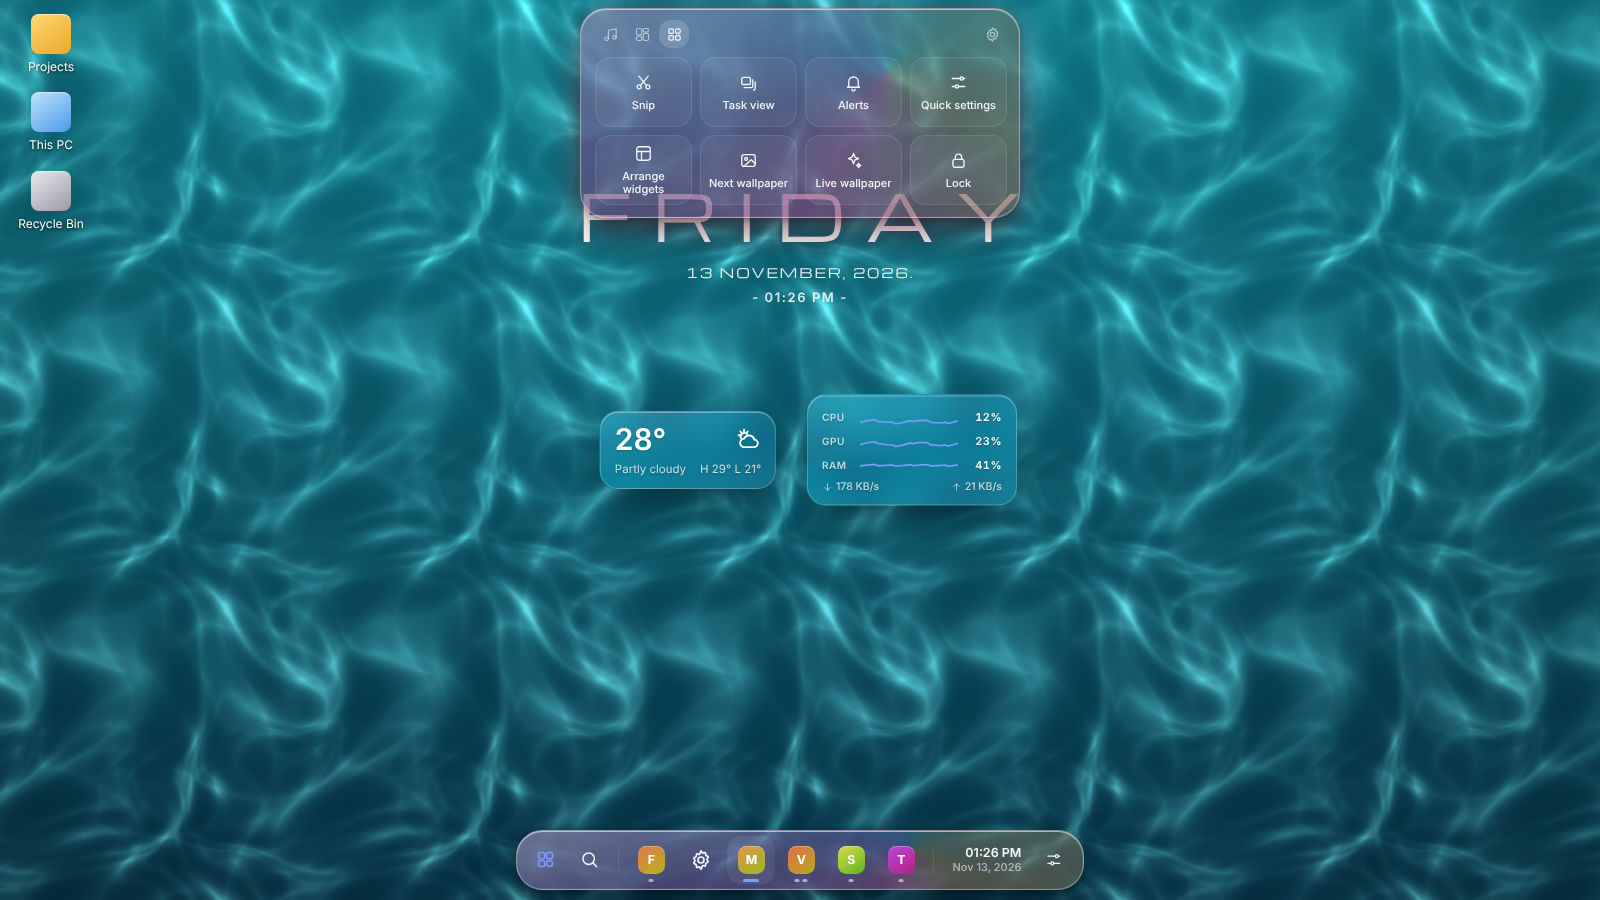 Projects
This PC
Recycle Bin
Snip
Task view
Alerts
Quick settings
Arrange widgets
Next wallpaper
Live wallpaper
Lock
FRIDAY
13 NOVEMBER, 2026.
- 01:26 PM -
28°
Partly cloudy H 29° L 21°
CPU 12%
GPU 23%
RAM 41%
↓ 178 KB/s ↑ 21 KB/s
F M V S T
01:26 PM
Nov 13, 2026